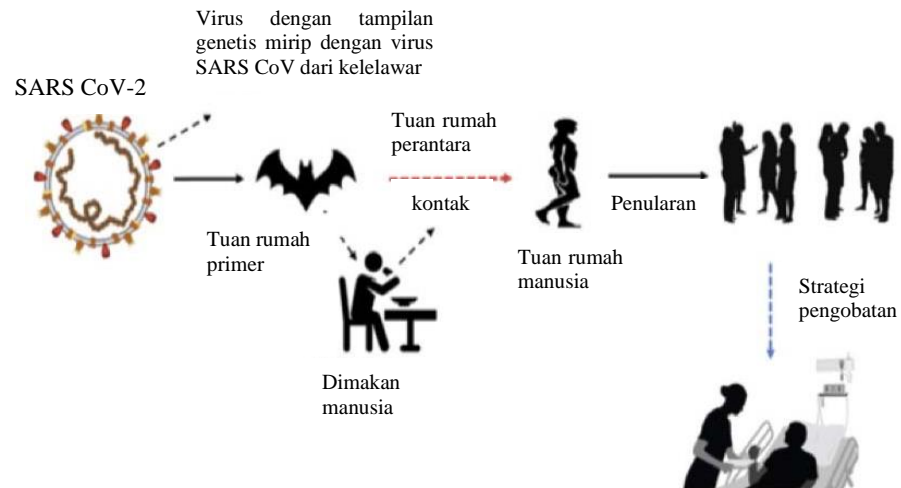 Virus dengan tampilan
genetis mirip dengan virus
SARS CoV dari kelelawar
SARS CoV-2
Tuan rumah
perantara
kontak
Penularan
Tuan rumah
primer
Tuan rumah
manusia
Strategi
pengobatan
Dimakan
manusia